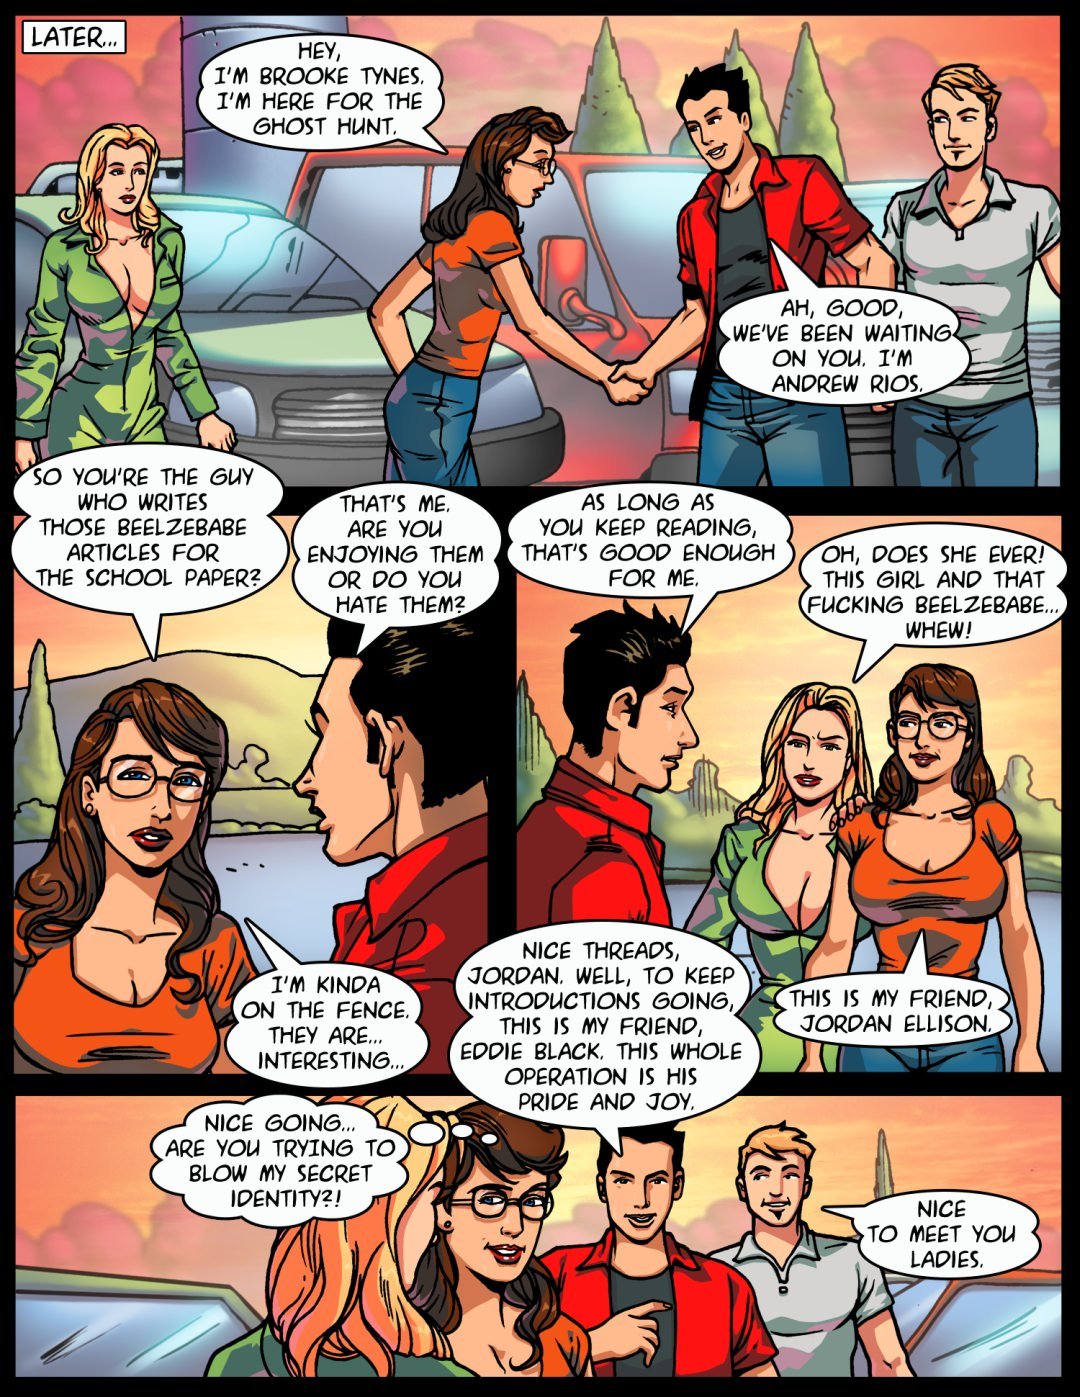 LATER...
HEY,
I'M BROOKE TYNES.
I'M HERE FOR THE
GHOST HUNT.
AH, GOOD,
WE'VE BEEN WAITING
ON YOU. I'M
ANDREW RIOS.
SO YOU'RE THE GUY
WHO WRITES
THOSE BEELZEBABE
ARTICLES FOR
THE SCHOOL PAPER?
THAT'S ME.
ARE YOU
ENJOYING THEM
OR DO YOU
HATE THEM?
I'M KINDA
ON THE FENCE.
THEY ARE...
INTERESTING...
AS LONG AS
YOU KEEP READING,
THAT'S GOOD ENOUGH
FOR ME.
OH, DOES SHE EVER!
THIS GIRL AND THAT
FUCKING BEELZEBABE...
WHEW!
THIS IS MY FRIEND,
JORDAN ELLISON.
NICE THREADS,
JORDAN. WELL, TO KEEP
INTRODUCTIONS GOING,
THIS IS MY FRIEND,
EDDIE BLACK. THIS WHOLE
OPERATION IS HIS
PRIDE AND JOY.
NICE GOING...
ARE YOU TRYING TO
BLOW MY SECRET
IDENTITY?!
NICE
TO MEET YOU
LADIES.